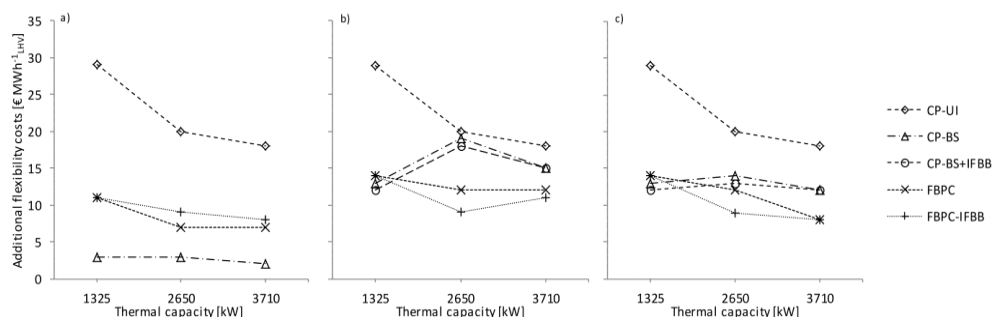 Additional flexibility costs [€ MWh⁻¹LHV]
35
30
25
20
15
10
5
0
a)
1325 2650 3710
Thermal capacity [kW]
b)
1325 2650 3710
Thermal capacity [kW]
c)
1325 2650 3710
Thermal capacity [kW]
CP-UI
CP-BS
CP-BS+IFBB
FBPC
FBPC-IFBB